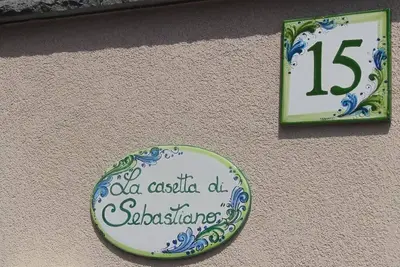 15
La casetta di
Sebastiano